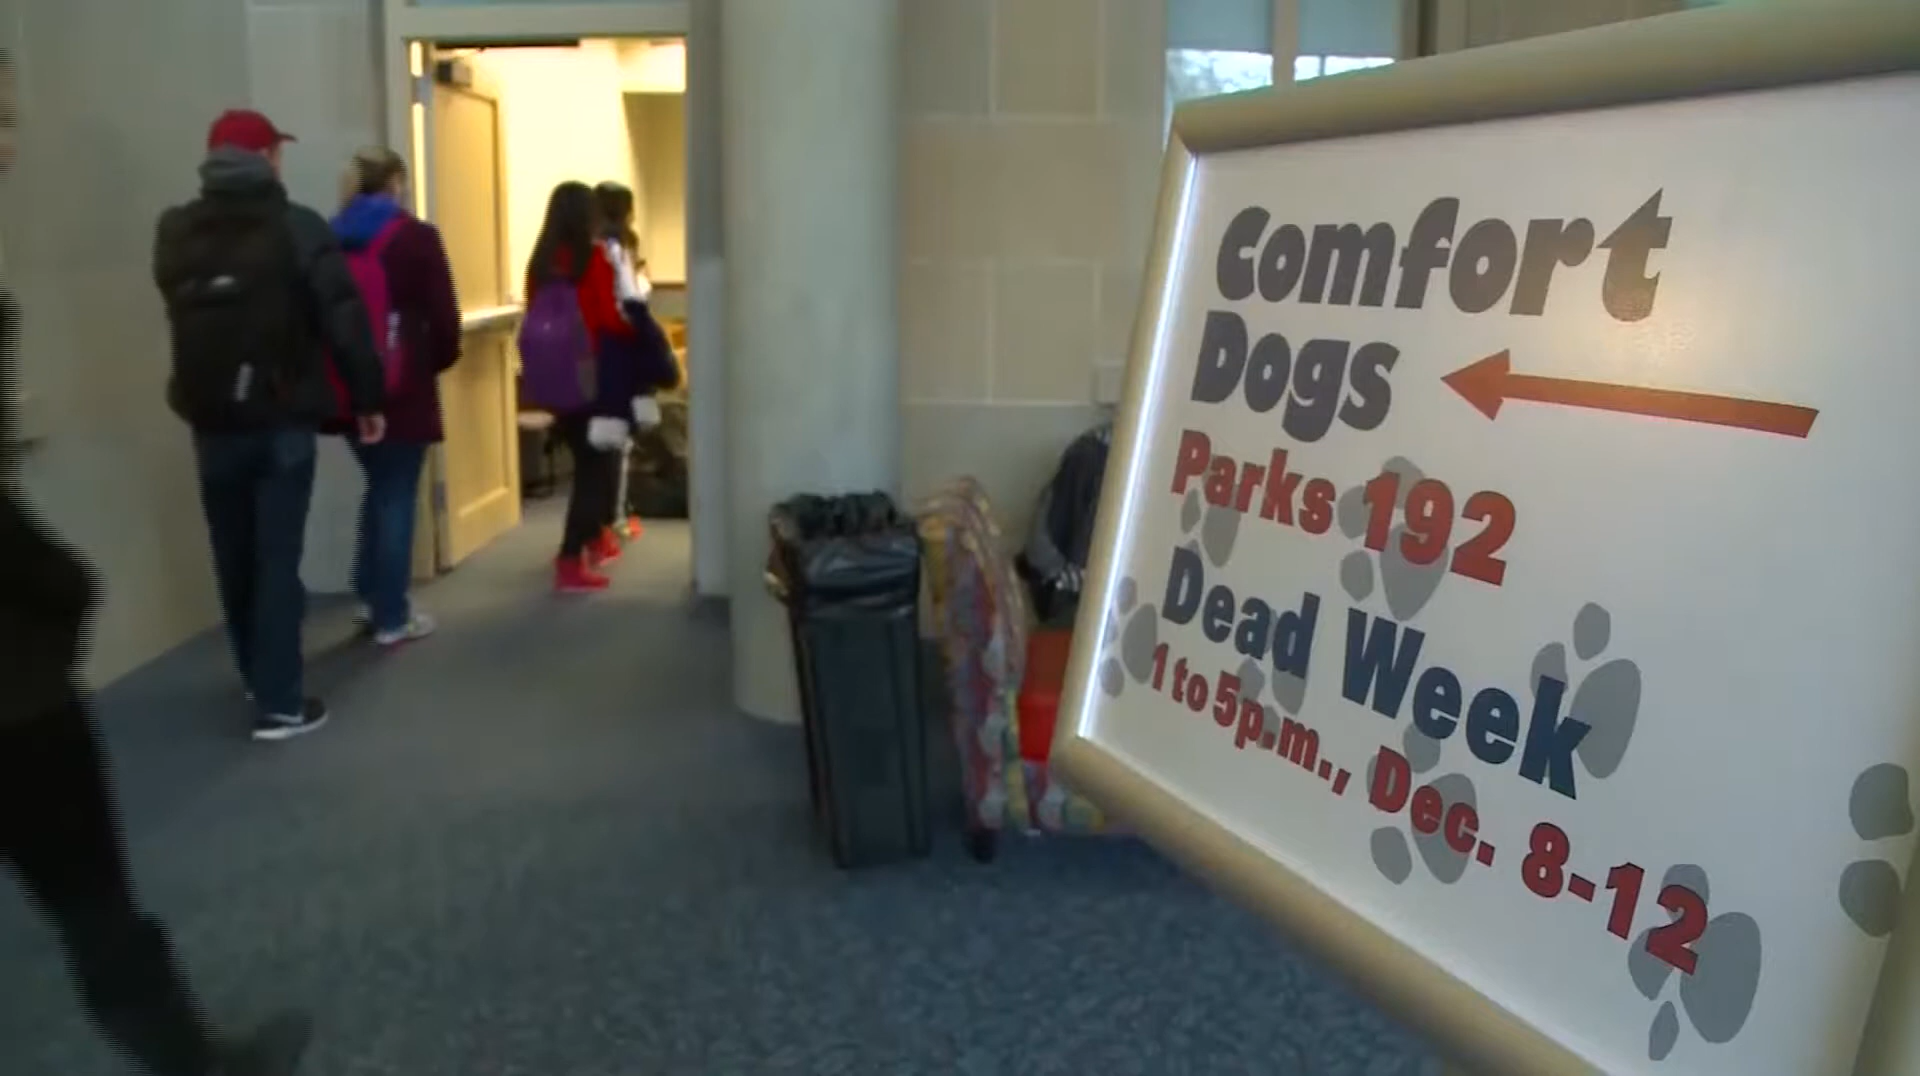 Comfort
Dogs
Parks 192
Dead Week
1 to 5p.m., Dec. 8-12